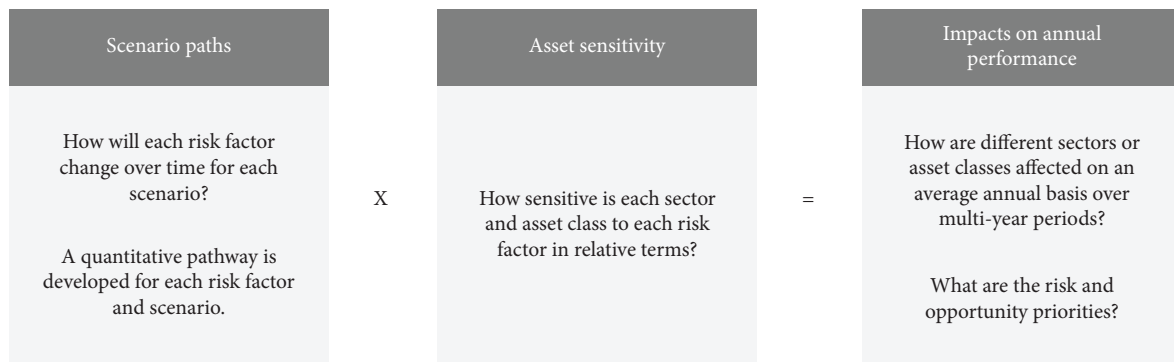 Scenario paths
How will each risk factor
change over time for each
scenario?
A quantitative pathway is
developed for each risk factor
and scenario.
X
Asset sensitivity
How sensitive is each sector
and asset class to each risk
factor in relative terms?
=
Impacts on annual
performance
How are different sectors or
asset classes affected on an
average annual basis over
multi-year periods?
What are the risk and
opportunity priorities?